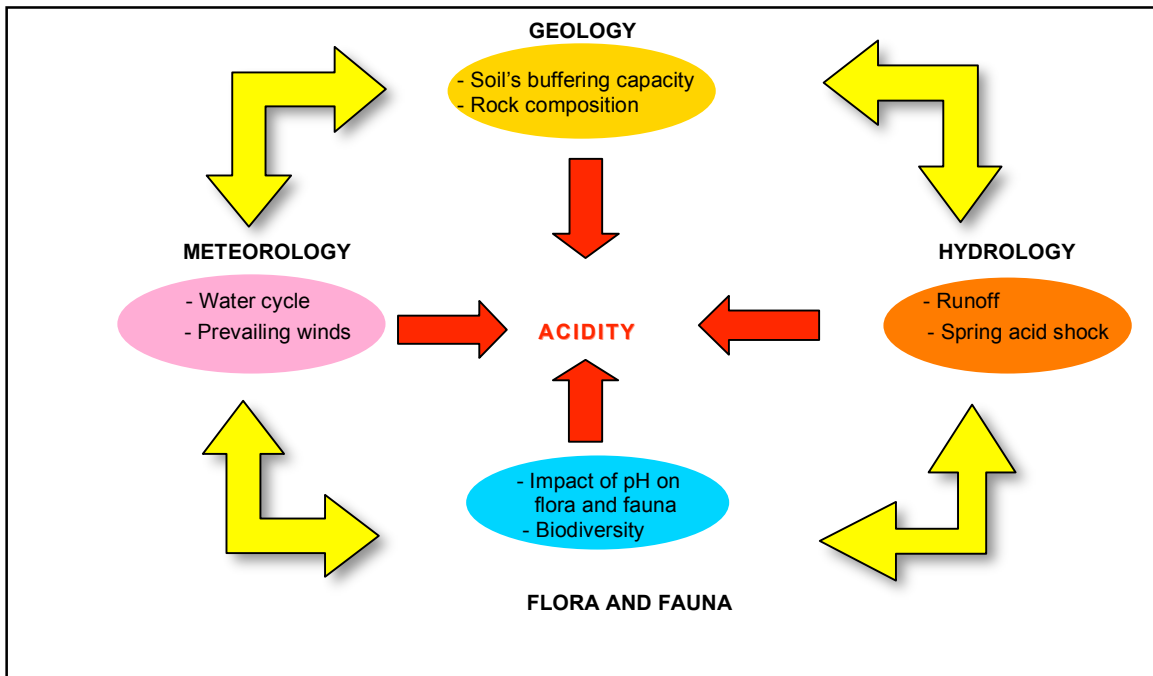 GEOLOGY
- Soil's buffering capacity
- Rock composition
METEOROLOGY
- Water cycle
- Prevailing winds
ACIDITY
HYDROLOGY
- Runoff
- Spring acid shock
- Impact of pH on
flora and fauna
- Biodiversity
FLORA AND FAUNA